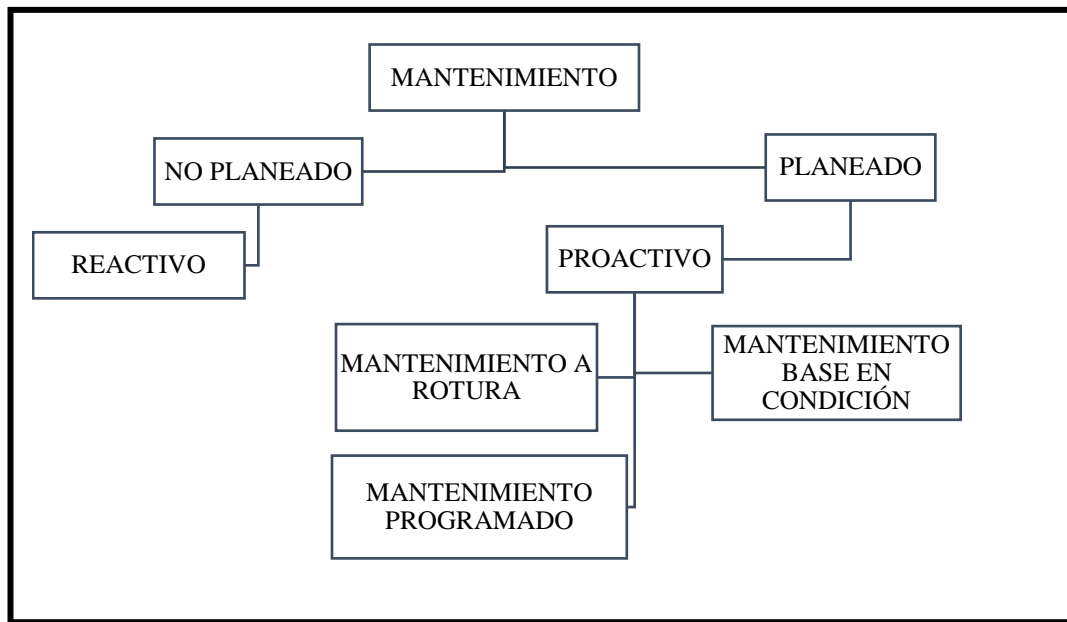 MANTENIMIENTO
NO PLANEADO
PLANEADO
REACTIVO
PROACTIVO
MANTENIMIENTO A
ROTURA
MANTENIMIENTO
BASE EN
CONDICIÓN
MANTENIMIENTO
PROGRAMADO